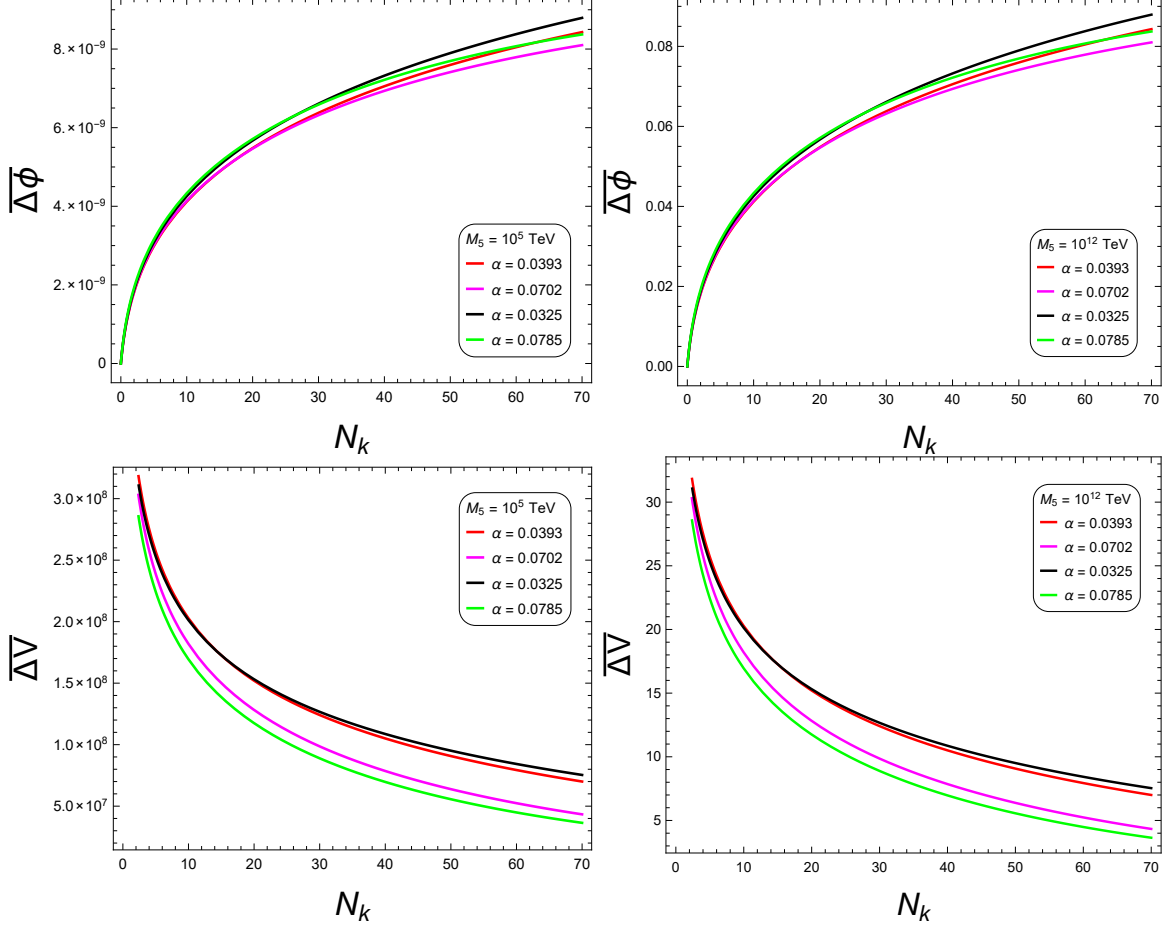 8.×10⁻⁹
6.×10⁻⁹
4.×10⁻⁹
2.×10⁻⁹
0
0 10 20 30 40 50 60 70
N_k
\overline{Δϕ}
M₅ = 10⁵ TeV
α = 0.0393
α = 0.0702
α = 0.0325
α = 0.0785
0.08
0.06
0.04
0.02
0.00
0 10 20 30 40 50 60 70
N_k
\overline{Δϕ}
M₅ = 10¹² TeV
α = 0.0393
α = 0.0702
α = 0.0325
α = 0.0785
3.0×10⁸
2.5×10⁸
2.0×10⁸
1.5×10⁸
1.0×10⁸
5.0×10⁷
0 10 20 30 40 50 60 70
N_k
\overline{ΔV}
M₅ = 10⁵ TeV
α = 0.0393
α = 0.0702
α = 0.0325
α = 0.0785
30
25
20
15
10
5
0 10 20 30 40 50 60 70
N_k
\overline{ΔV}
M₅ = 10¹² TeV
α = 0.0393
α = 0.0702
α = 0.0325
α = 0.0785